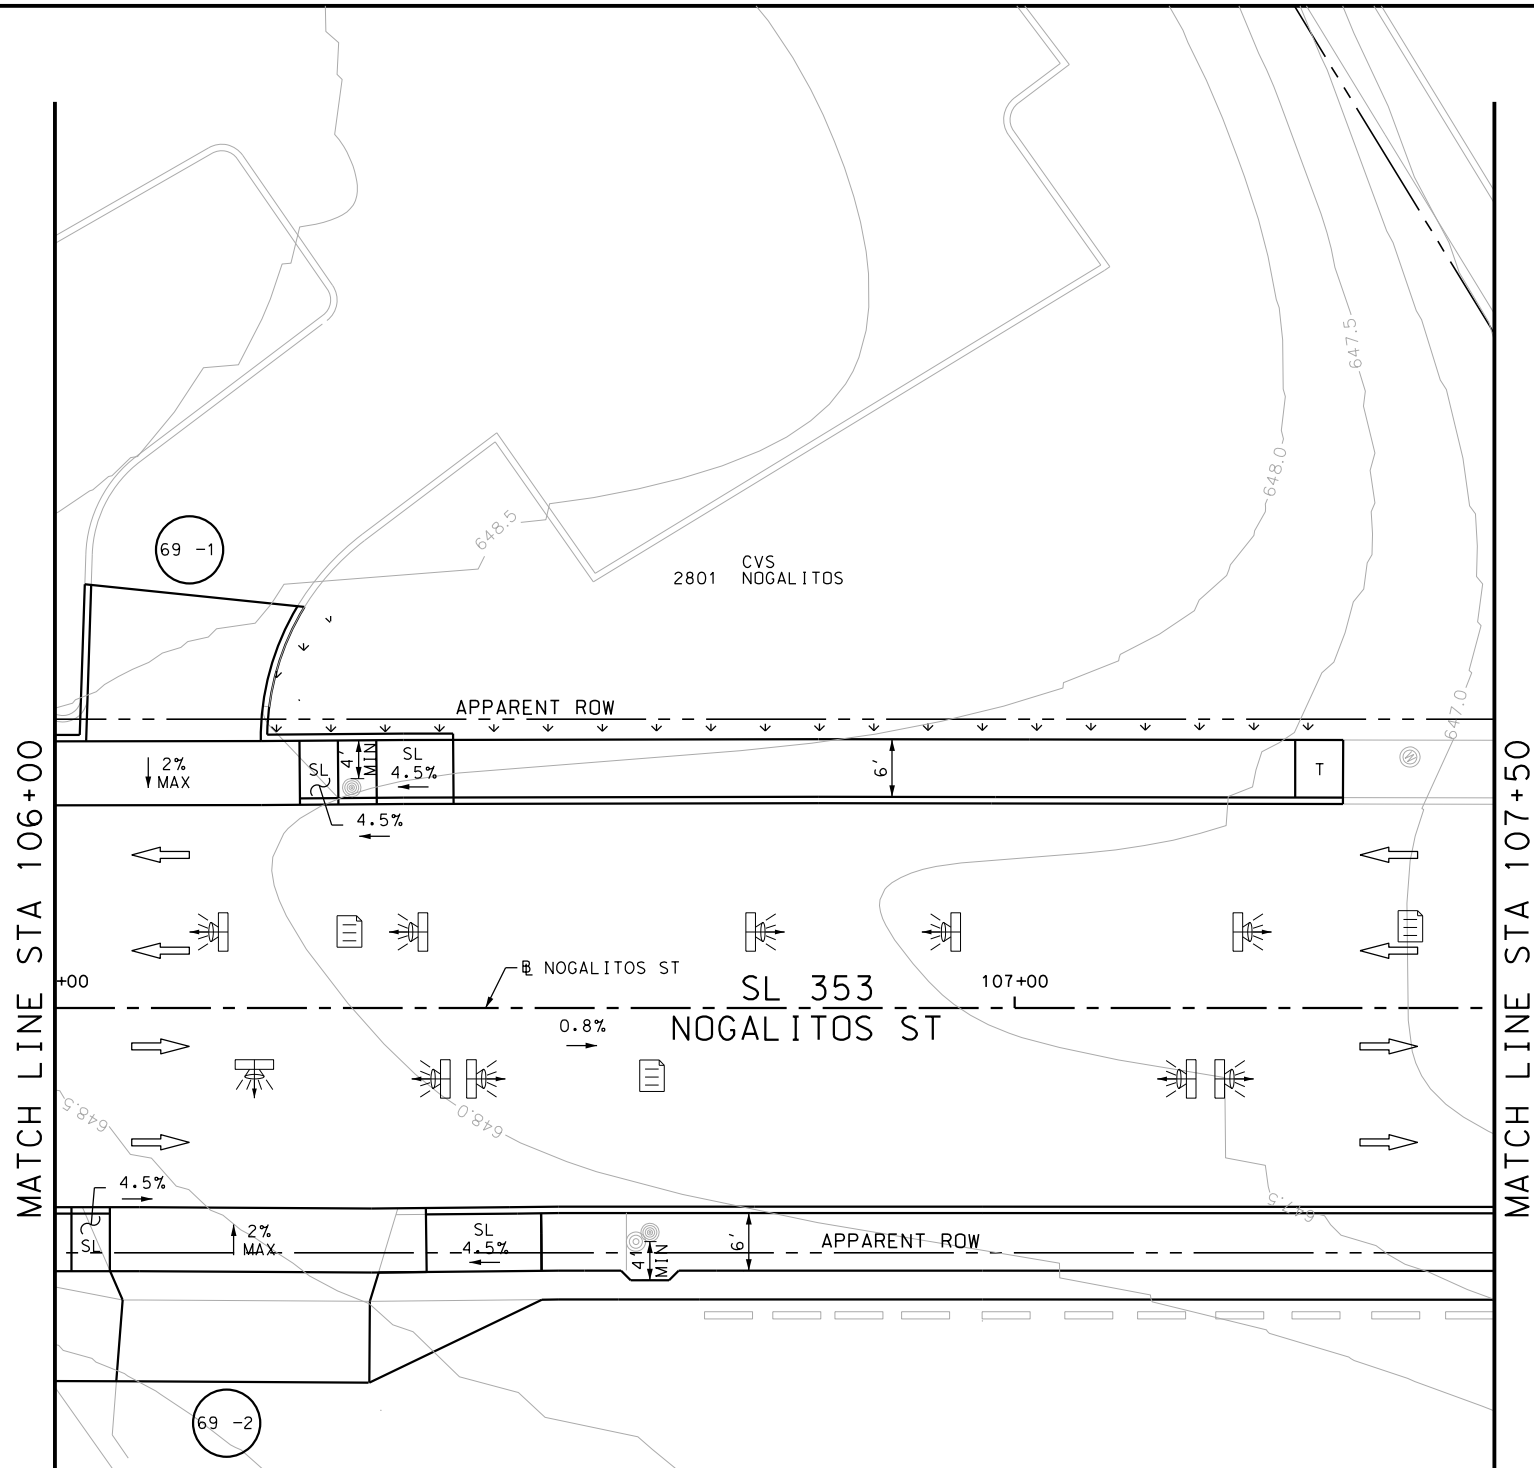 647.5
648.0
648.5
69 -1
CVS
2801 NOGALITOS
647.0
APPARENT ROW
MATCH LINE STA 106+00
MATCH LINE STA 107+50
2%
MAX
SL
4'
MIN
SL
4.5%
6'
T
W
4.5%
+00
BL NOGALITOS ST
SL 353
107+00
NOGALITOS ST
0.8%
648.5
648.0
4.5%
647.5
SL
2%
MAX
SL
4.5%
4'
MIN
6'
APPARENT ROW
69 -2